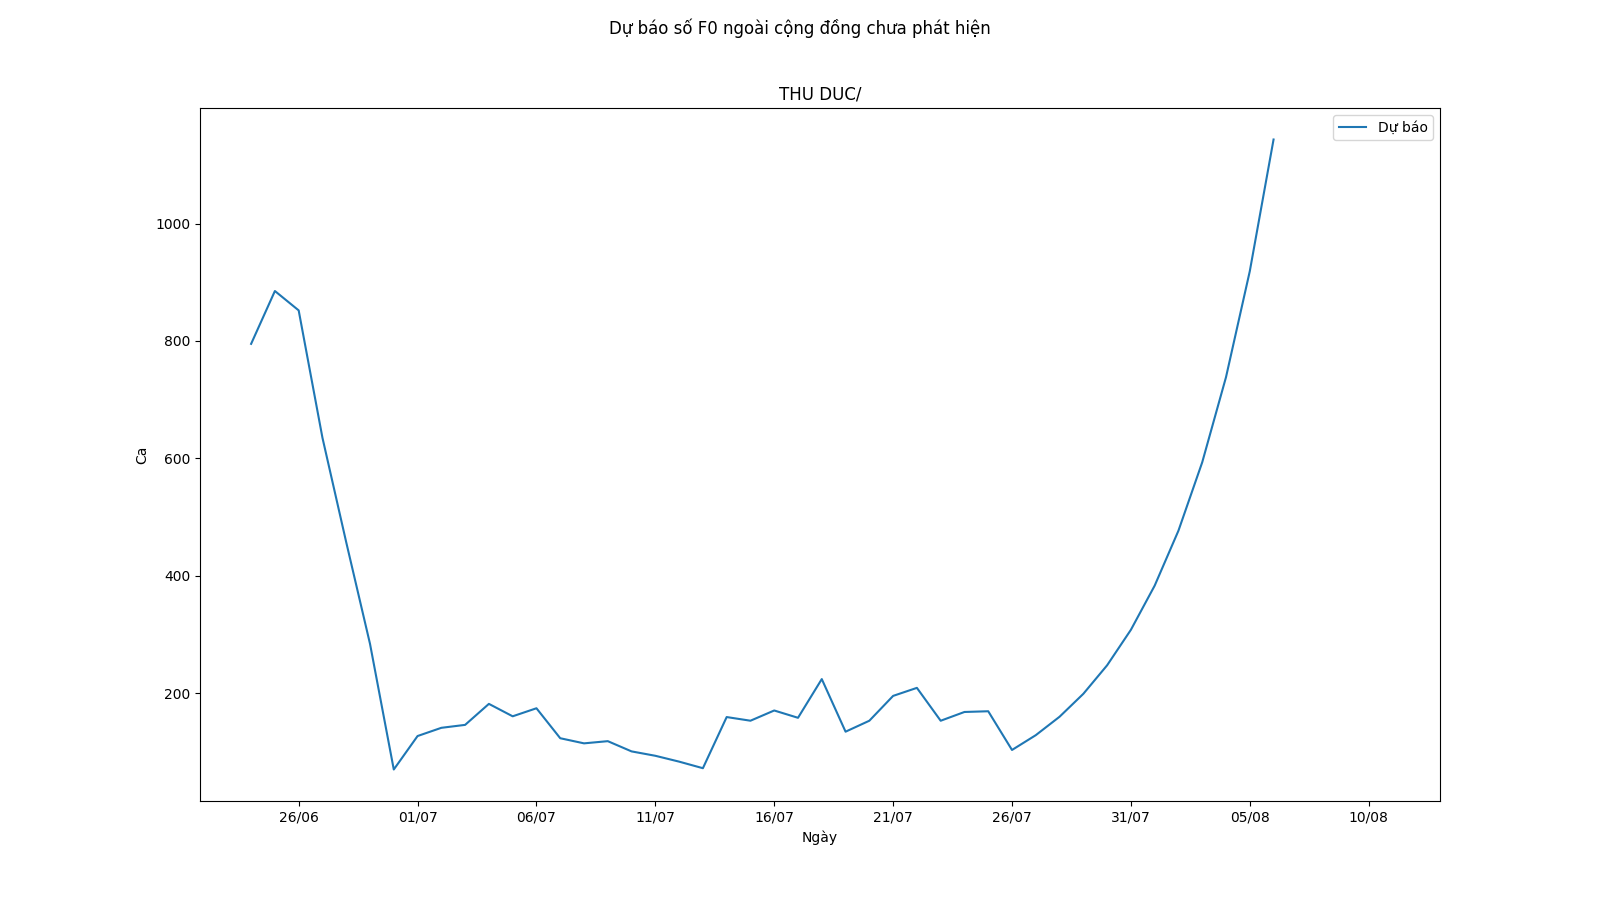 Dự báo số F0 ngoài cộng đồng chưa phát hiện
THU DUC/
Dự báo
1000
800
600
400
200
Ca
26/06 01/07 06/07 11/07 16/07 21/07 26/07 31/07 05/08 10/08
Ngày